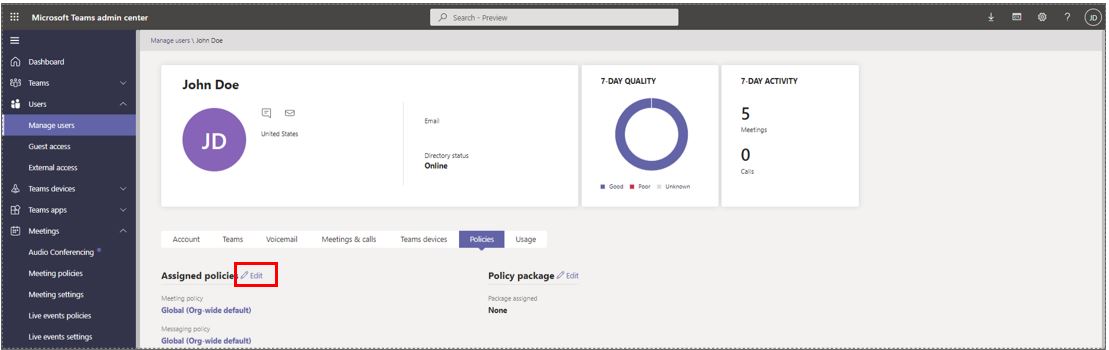 Microsoft Teams admin center
Search - Preview
JD
Manage users \ John Doe
Dashboard
Teams
Users
Manage users
Guest access
External access
Teams devices
Teams apps
Meetings
Audio Conferencing
Meeting policies
Meeting settings
Live events policies
Live events settings
John Doe
JD
United States
Email
Directory status
Online
7-DAY QUALITY
Good Poor Unknown
7-DAY ACTIVITY
5
Meetings
0
Calls
Account Teams Voicemail Meetings & calls Teams devices Policies Usage
Assigned policies Edit
Meeting policy
Global (Org-wide default)
Messaging policy
Global (Org-wide default)
Policy package Edit
Package assigned
None